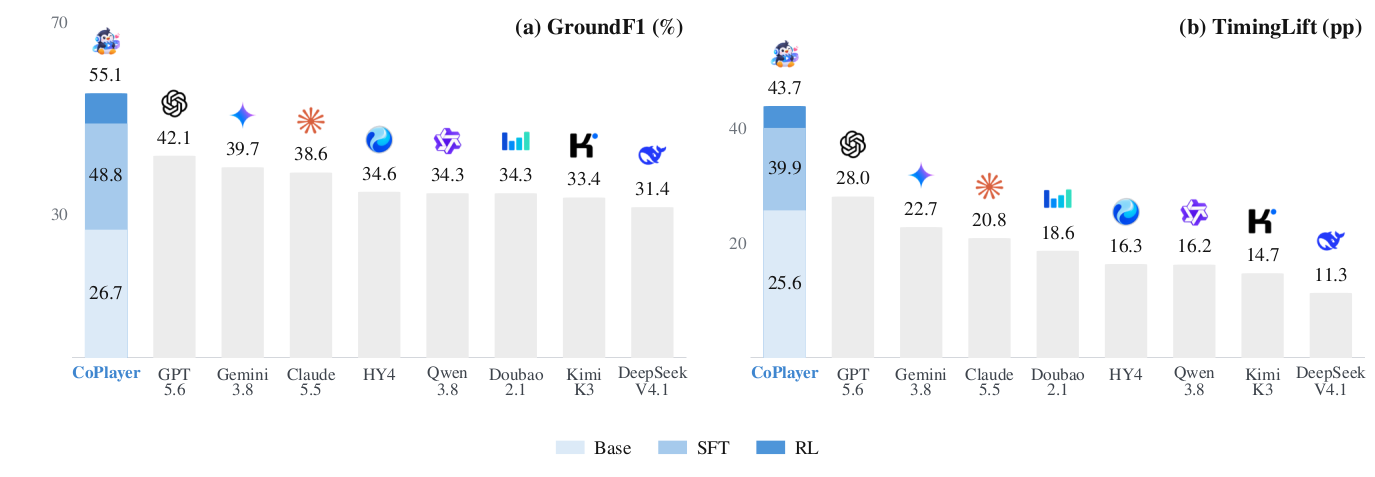 (a) GroundF1 (%)
70
30
55.1
48.8
26.7
42.1
39.7
38.6
34.6
34.3
34.3
33.4
31.4
CoPlayer
GPT
5.6
Gemini
3.8
Claude
5.5
HY4
Qwen
3.8
Doubao
2.1
Kimi
K3
DeepSeek
V4.1
(b) TimingLift (pp)
40
20
43.7
39.9
25.6
28.0
22.7
20.8
18.6
16.3
16.2
14.7
11.3
CoPlayer
GPT
5.6
Gemini
3.8
Claude
5.5
Doubao
2.1
HY4
Qwen
3.8
Kimi
K3
DeepSeek
V4.1
Base
SFT
RL